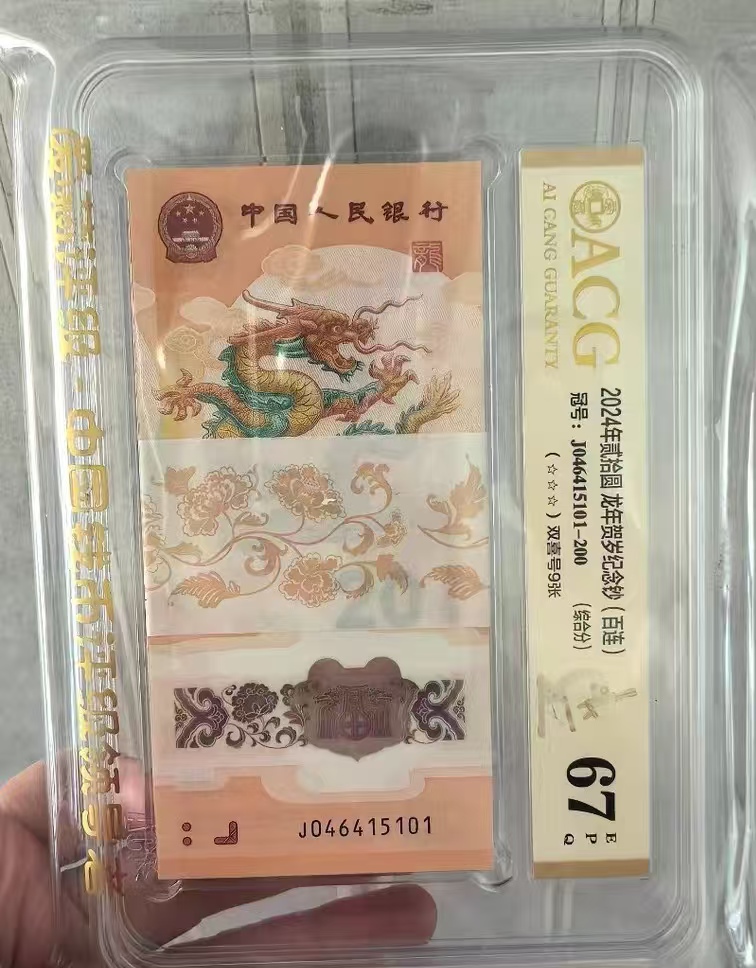 中国人民银行
龍
J046415101
ACG
AI GANG GUARANTY
2024年贰拾圆 龙年贺岁纪念钞（百连）
冠号：J046415101-200 （综合分）
（☆☆☆）双喜号9张
67 E
P
Q